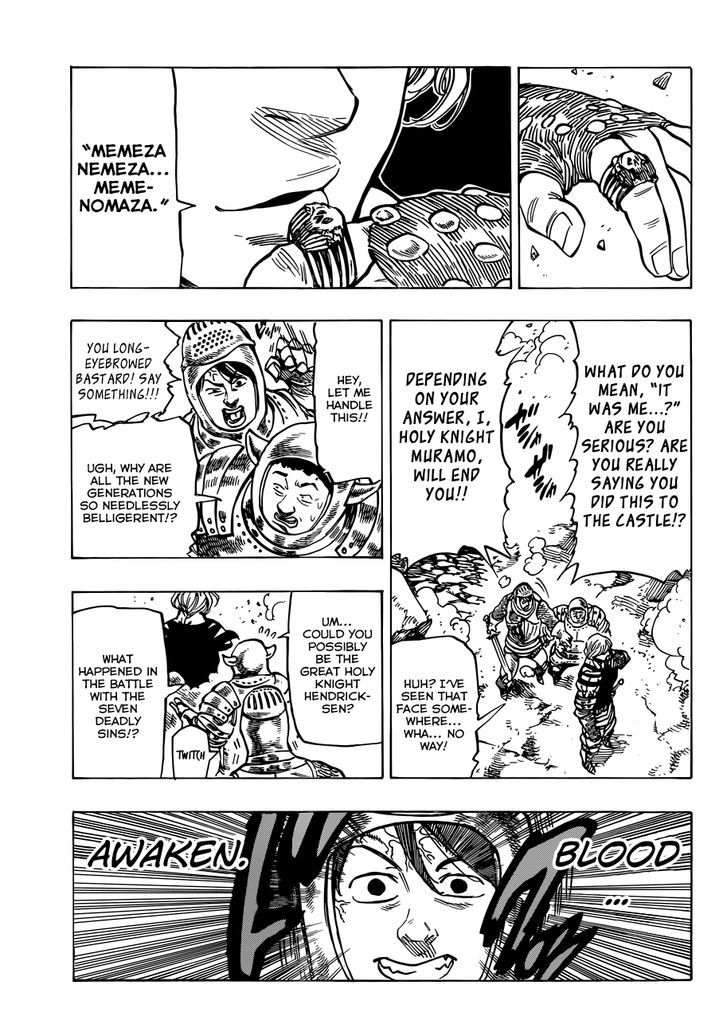 "MEMEZA
NEMEZA...
MEME-
NOMAZA."
WHAT DO YOU
MEAN, "IT
WAS ME...?"
ARE YOU
SERIOUS? ARE
YOU REALLY
SAYING YOU
DID THIS TO
THE CASTLE!?
DEPENDING
ON YOUR
ANSWER, I,
HOLY KNIGHT
MURAMO,
WILL END
YOU!!
HUH? I'VE
SEEN THAT
FACE SOME-
WHERE...
WHA... NO
WAY!
HEY,
LET ME
HANDLE
THIS!!
YOU LONG-
EYEBROWED
BASTARD! SAY
SOMETHING!!!
UGH, WHY ARE
ALL THE NEW
GENERATIONS
SO NEEDLESSLY
BELLIGERENT!?
UM...
COULD YOU
POSSIBLY
BE THE
GREAT HOLY
KNIGHT
HENDRICK-
SEN?
WHAT
HAPPENED IN
THE BATTLE
WITH THE
SEVEN
DEADLY
SINS!?
TWITCH
BLOOD
...
AWAKEN.